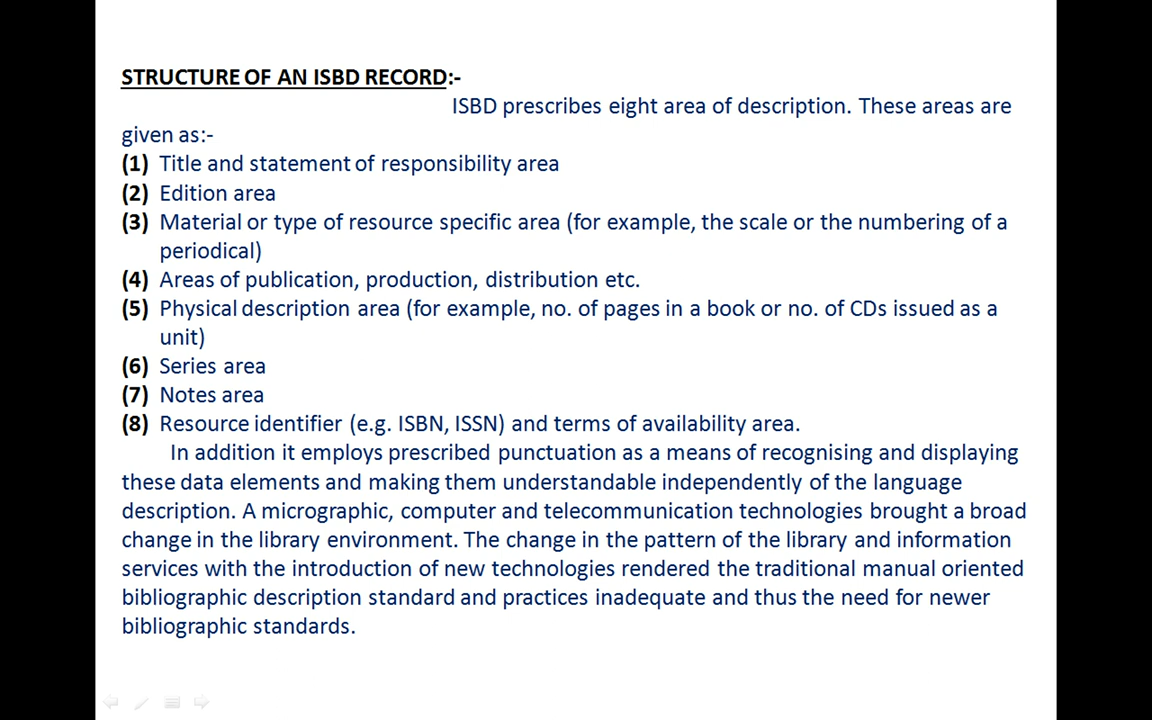 STRUCTURE OF AN ISBD RECORD:-
ISBD prescribes eight area of description. These areas are
given as:-
(1) Title and statement of responsibility area
(2) Edition area
(3) Material or type of resource specific area (for example, the scale or the numbering of a
periodical)
(4) Areas of publication, production, distribution etc.
(5) Physical description area (for example, no. of pages in a book or no. of CDs issued as a
unit)
(6) Series area
(7) Notes area
(8) Resource identifier (e.g. ISBN, ISSN) and terms of availability area.
In addition it employs prescribed punctuation as a means of recognising and displaying
these data elements and making them understandable independently of the language
description. A micrographic, computer and telecommunication technologies brought a broad
change in the library environment. The change in the pattern of the library and information
services with the introduction of new technologies rendered the traditional manual oriented
bibliographic description standard and practices inadequate and thus the need for newer
bibliographic standards.